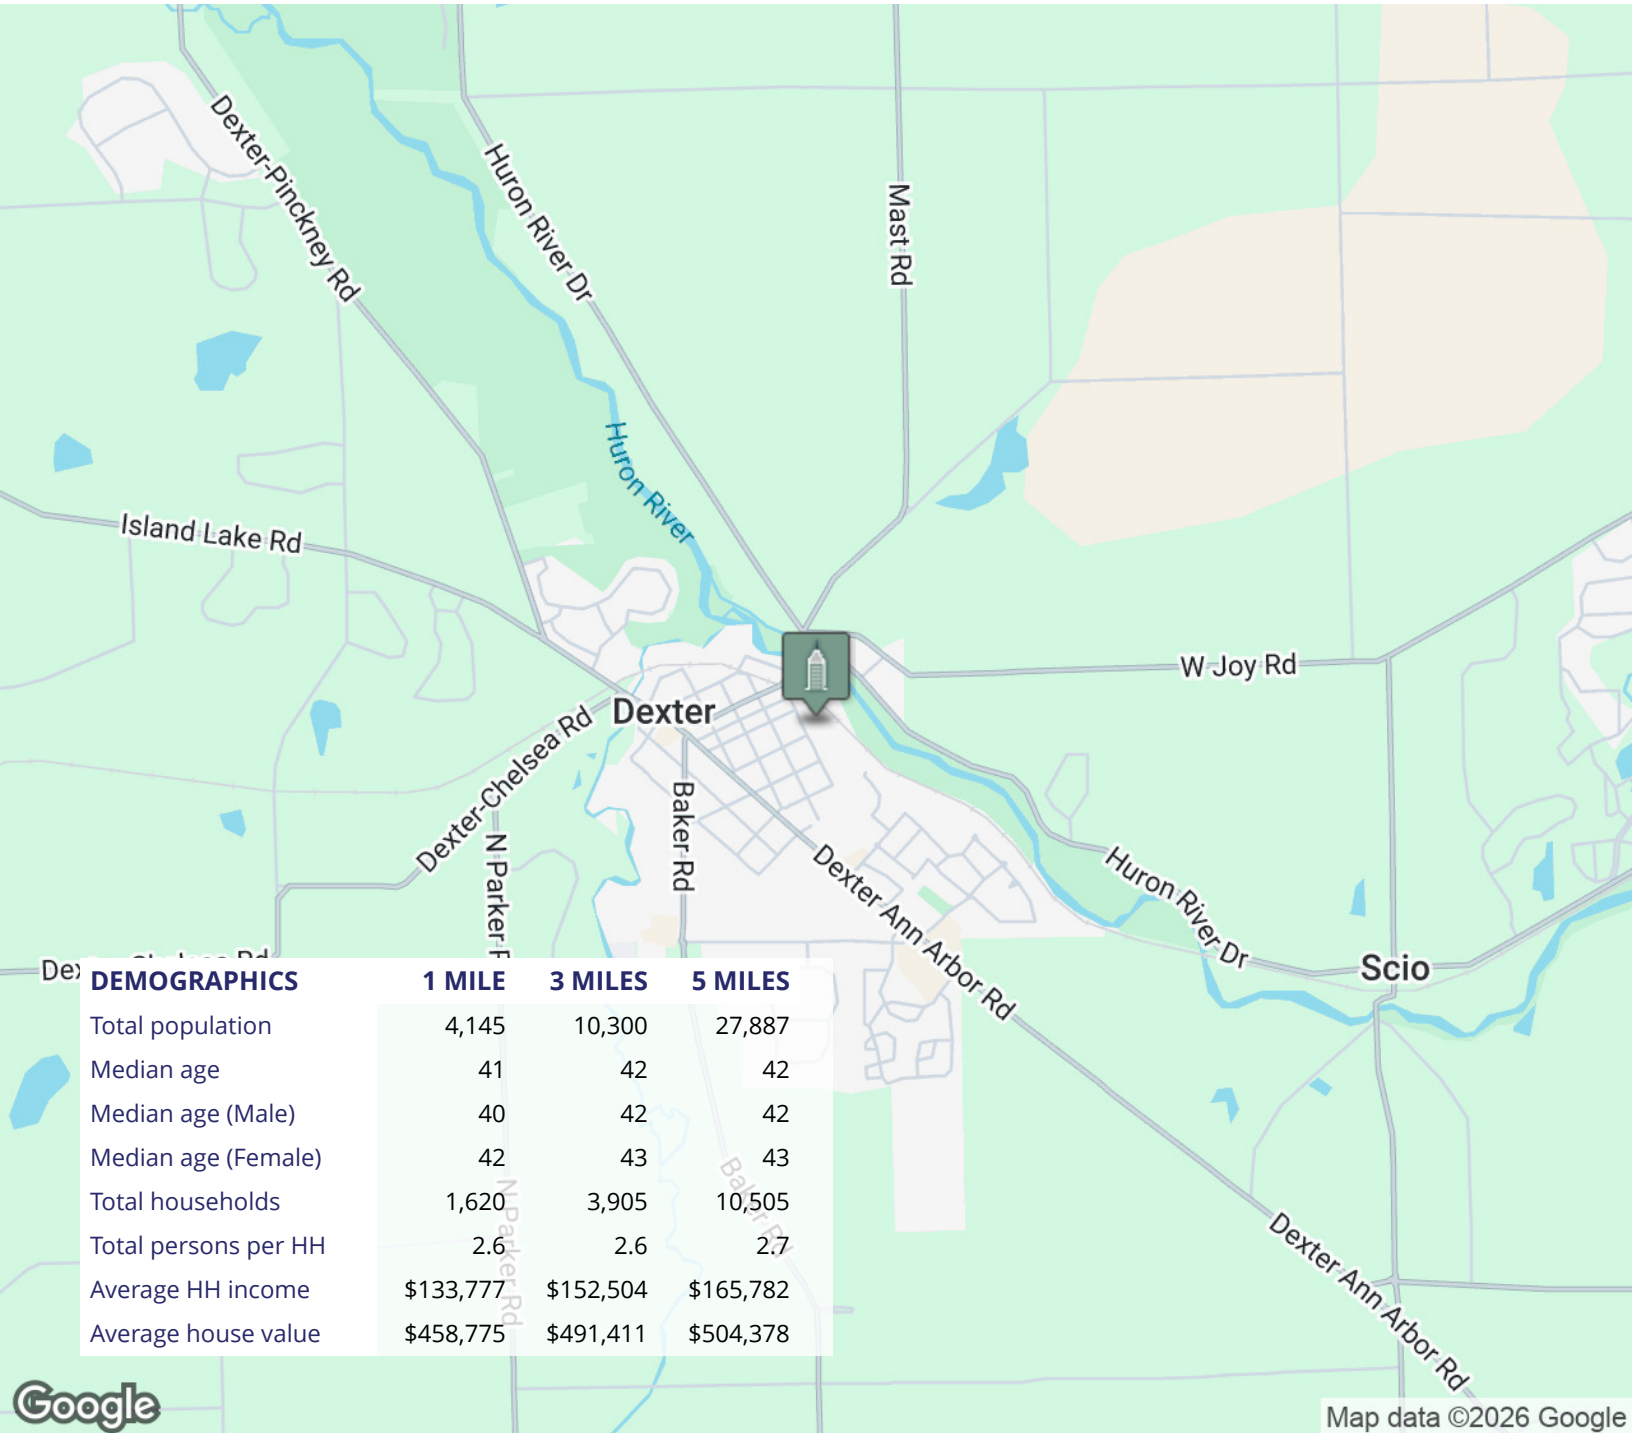 Dexter-Pinckney Rd
Huron River Dr
Mast Rd
Huron River
Island Lake Rd
W Joy Rd
Dexter
Dexter-Chelsea Rd
Baker Rd
N Parker
Dexter Ann Arbor Rd
Huron River Dr
Scio
DEMOGRAPHICS 1 MILE 3 MILES 5 MILES
Total population 4,145 10,300 27,887
Median age 41 42 42
Median age (Male) 40 42 42
Median age (Female) 42 43 43
Total households 1,620 3,905 10,505
Total persons per HH 2.6 2.6 2.7
Average HH income $133,777 $152,504 $165,782
Average house value $458,775 $491,411 $504,378
N Parker Rd
Baker Rd
Dexter Ann Arbor Rd
Google
Map data ©2026 Google